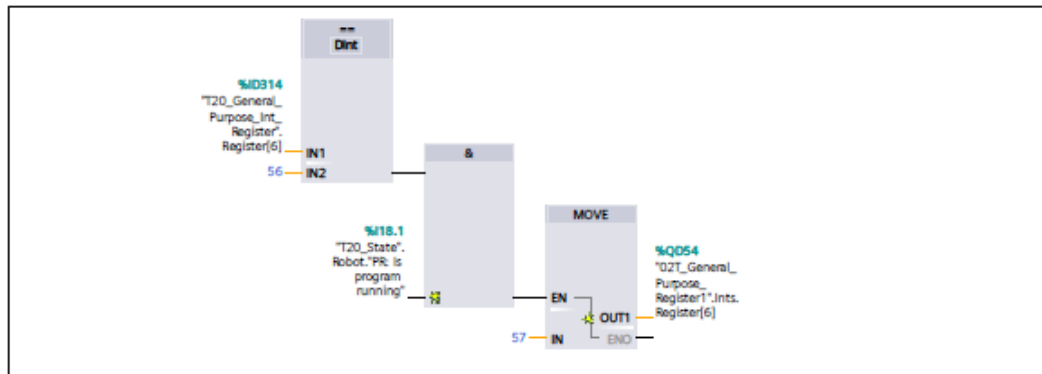 ==
Dint
%ID314
"T20_General_
Purpose_Int_
Register".
Register[6]
IN1
56
IN2
&
%I18.1
"T20_State".
Robot."PR: Is
program
running"
MOVE
EN
57
IN
OUT1
ENO
%QD54
"02T_General_
Purpose_
Register1".Ints.
Register[6]